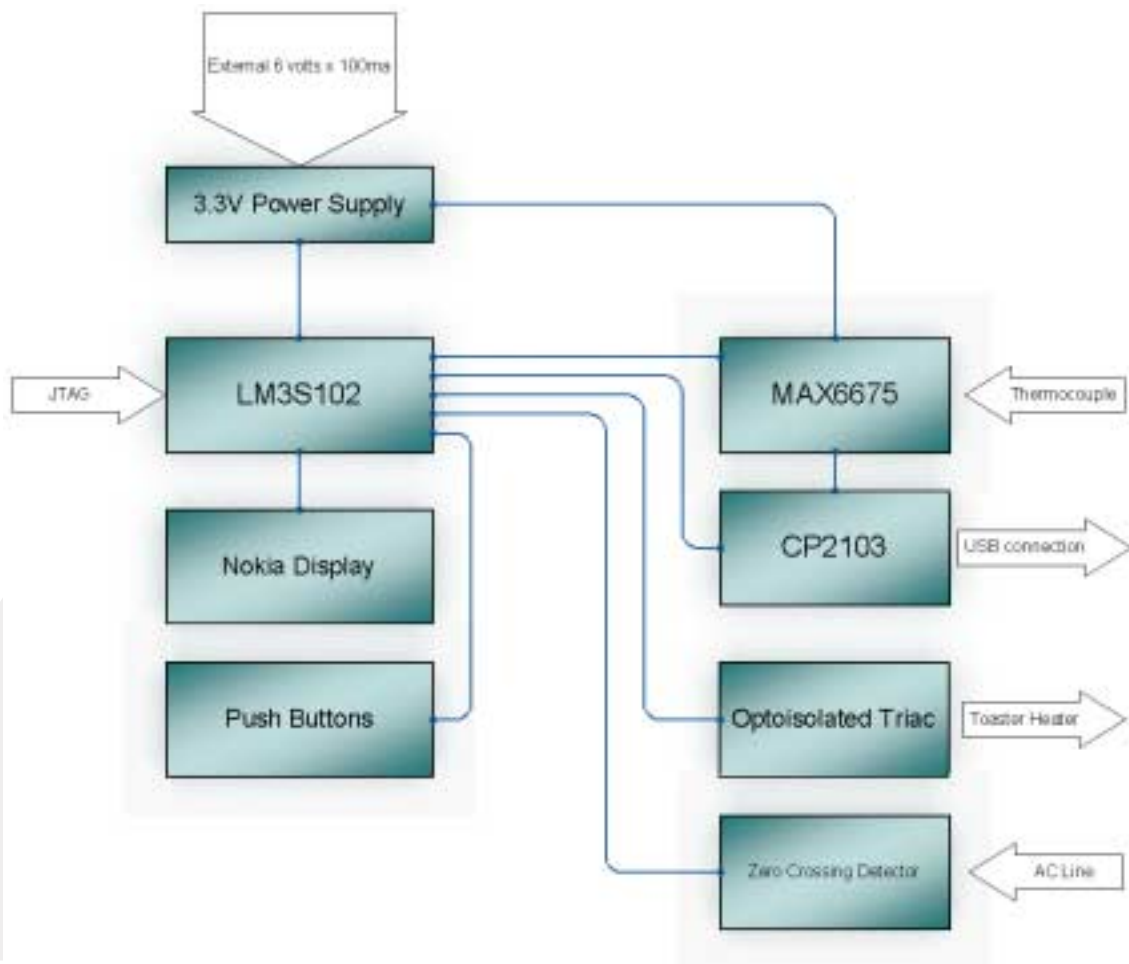 External 6 volts x 100ma
3.3V Power Supply
JTAG
LM3S102
MAX6675
Thermocouple
Nokia Display
CP2103
USB connection
Push Buttons
Optoisolated Triac
Toaster Heater
Zero Crossing Detector
AC Line